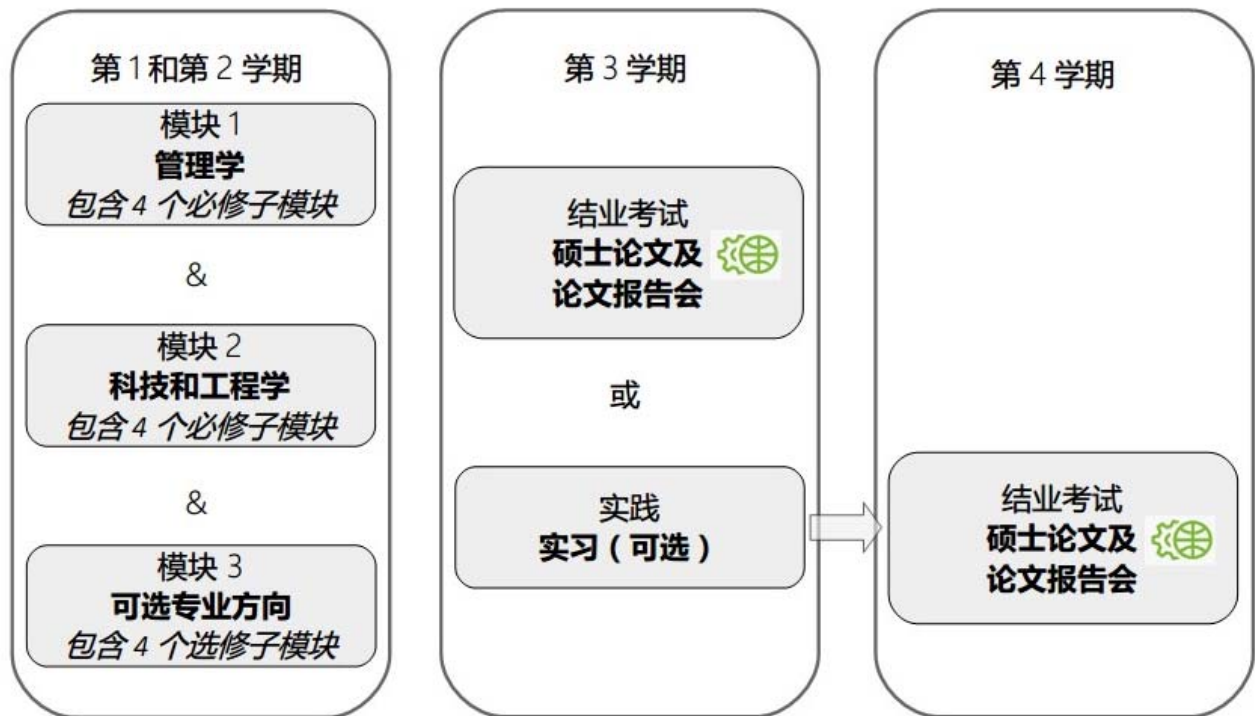 第 1 和第 2 学期
模块 1
管理学
包含 4 个必修子模块
&
模块 2
科技和工程学
包含 4 个必修子模块
&
模块 3
可选专业方向
包含 4 个选修子模块
第 3 学期
结业考试
硕士论文及
论文报告会
或
实践
实习（可选）
第 4 学期
结业考试
硕士论文及
论文报告会